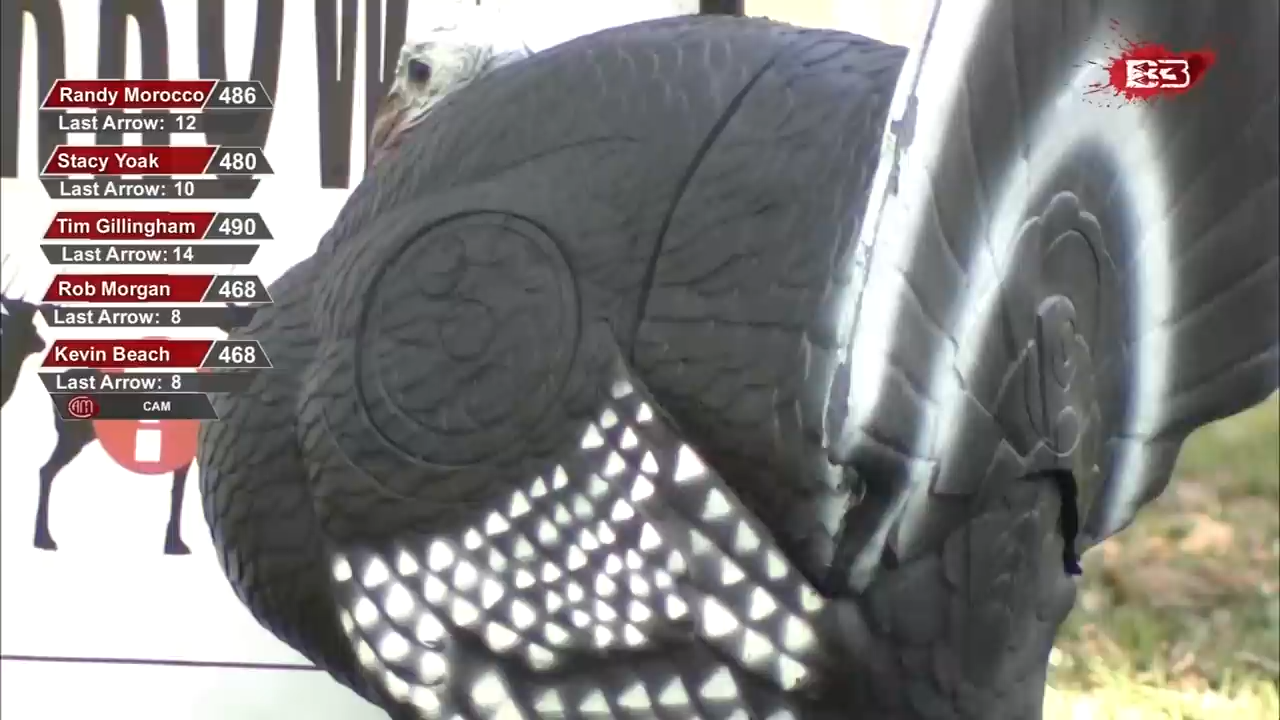 Randy Morocco 486
Last Arrow: 12
Stacy Yoak 480
Last Arrow: 10
Tim Gillingham 490
Last Arrow: 14
Rob Morgan 468
Last Arrow: 8
Kevin Beach 468
Last Arrow: 8
AM CAM
B3